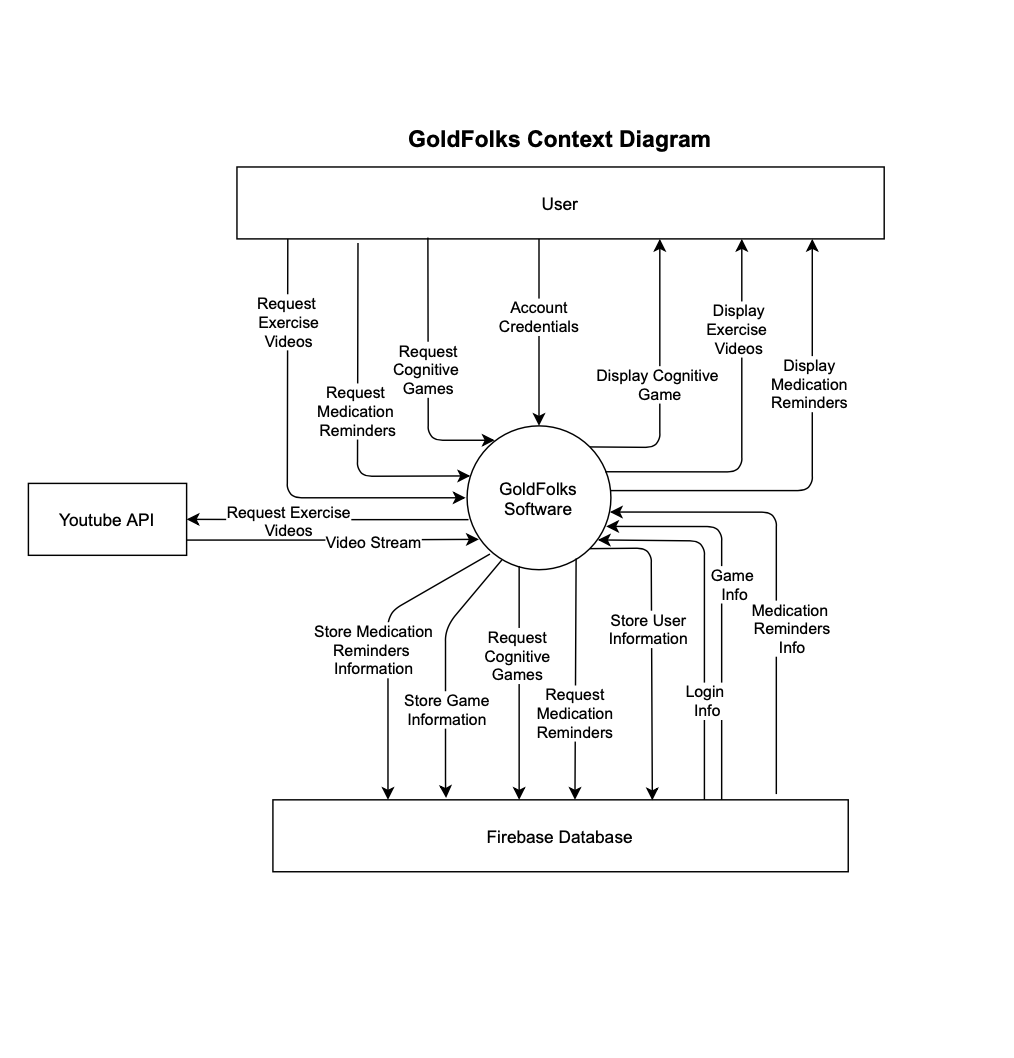 GoldFolks Context Diagram
User
Request
Exercise
Videos
Request
Medication
Reminders
Request
Cognitive
Games
Account
Credentials
Display Cognitive
Game
Display
Exercise
Videos
Display
Medication
Reminders
GoldFolks
Software
Youtube API
Request Exercise
Videos
Video Stream
Store Medication
Reminders
Information
Store Game
Information
Request
Cognitive
Games
Request
Medication
Reminders
Store User
Information
Login
Info
Game
Info
Medication
Reminders
Info
Firebase Database